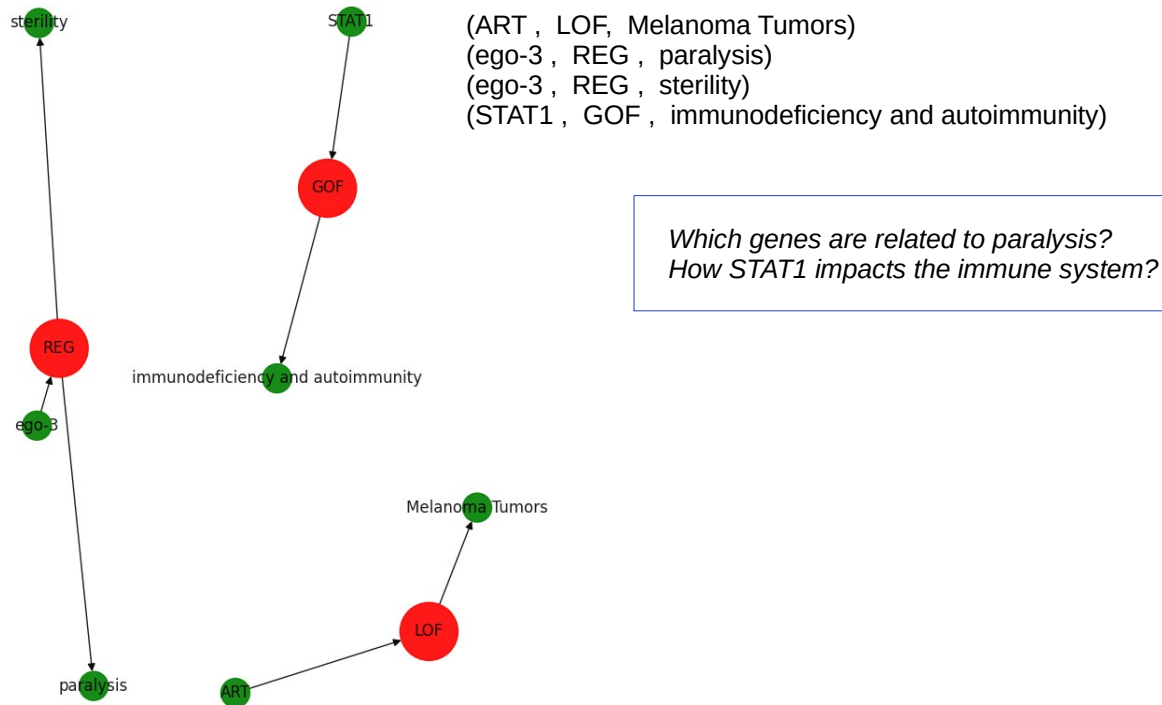 sterility
STAT1
(ART , LOF, Melanoma Tumors)
(ego-3 , REG , paralysis)
(ego-3 , REG , sterility)
(STAT1 , GOF , immunodeficiency and autoimmunity)
GOF
Which genes are related to paralysis?
How STAT1 impacts the immune system?
REG
immunodeficiency and autoimmunity
ego-3
Melanoma Tumors
LOF
paralysis
ART